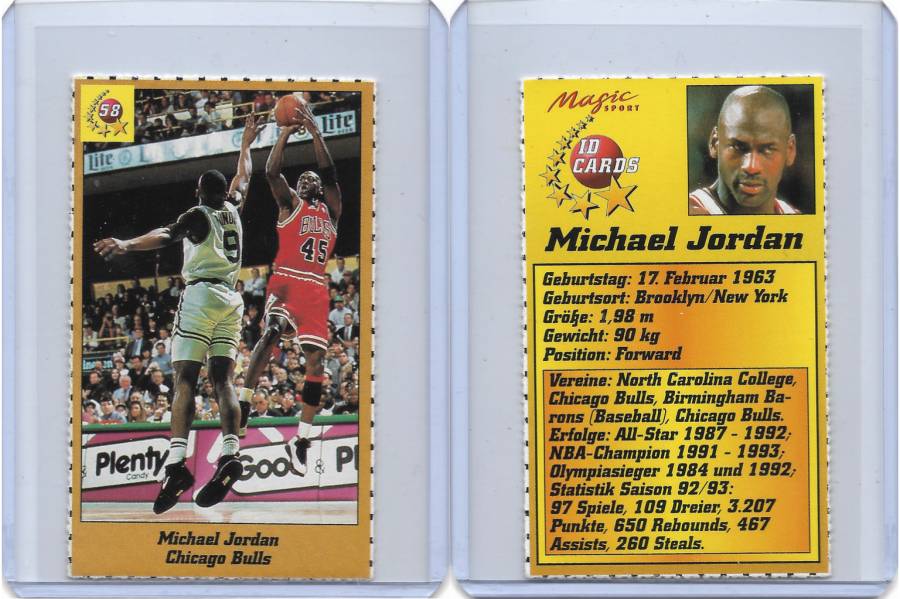 58
Lite
Lite
9
BULLS
45
Plenty
Candy
Good
& Pl
Michael Jordan
Chicago Bulls
Magic
SPORT
ID
CARDS
Michael Jordan
Geburtstag: 17. Februar 1963
Geburtsort: Brooklyn/New York
Größe: 1,98 m
Gewicht: 90 kg
Position: Forward
Vereine: North Carolina College,
Chicago Bulls, Birmingham Ba-
rons (Baseball), Chicago Bulls.
Erfolge: All-Star 1987 - 1992;
NBA-Champion 1991 - 1993;
Olympiasieger 1984 und 1992;
Statistik Saison 92/93:
97 Spiele, 109 Dreier, 3.207
Punkte, 650 Rebounds, 467
Assists, 260 Steals.